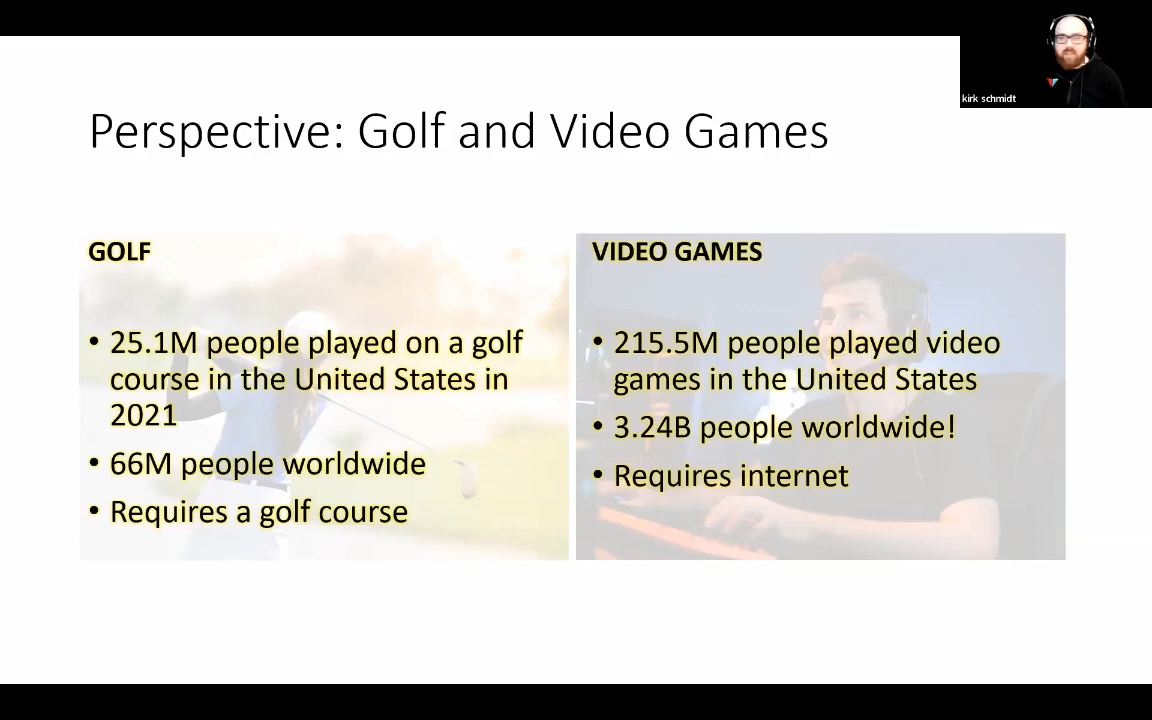 kirk schmidt
Perspective: Golf and Video Games
GOLF
• 25.1M people played on a golf
course in the United States in
2021
• 66M people worldwide
• Requires a golf course
VIDEO GAMES
• 215.5M people played video
games in the United States
• 3.24B people worldwide!
• Requires internet